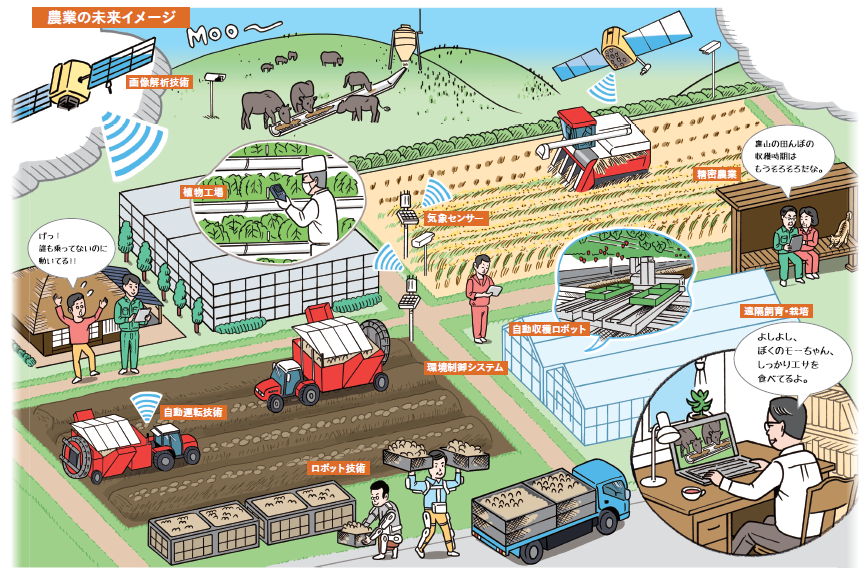 農業の未来イメージ
Moo〜
画像解析技術
植物工場
気象センサー
精密農業
裏山の田んぼの
収穫時期は
もうそろそろだな。
げっ!
誰も乗ってないのに
動いてる!!
自動収穫ロボット
遠隔飼育・栽培
環境制御システム
よしよし、
ぼくのモーちゃん、
しっかりエサを
食べてるよ。
自動運転技術
ロボット技術